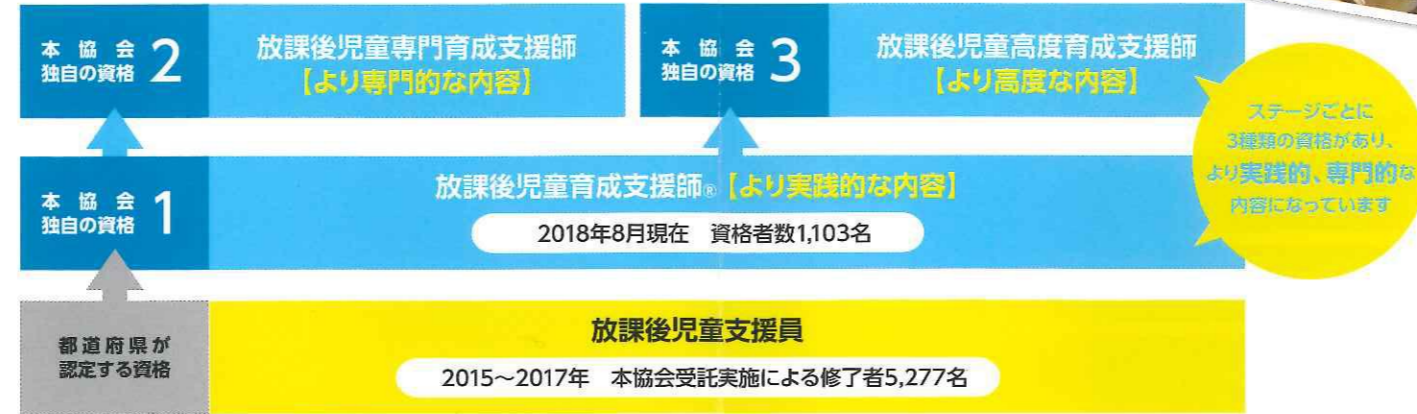 本協会
独自の資格 2
放課後児童専門育成支援師
【より専門的な内容】
本協会
独自の資格 3
放課後児童高度育成支援師
【より高度な内容】
ステージごとに
3種類の資格があり、
より実践的、専門的な
内容になっています
本協会
独自の資格 1
放課後児童育成支援師®【より実践的な内容】
2018年8月現在 資格者数1,103名
都道府県が
認定する資格
放課後児童支援員
2015～2017年 本協会受託実施による修了者5,277名